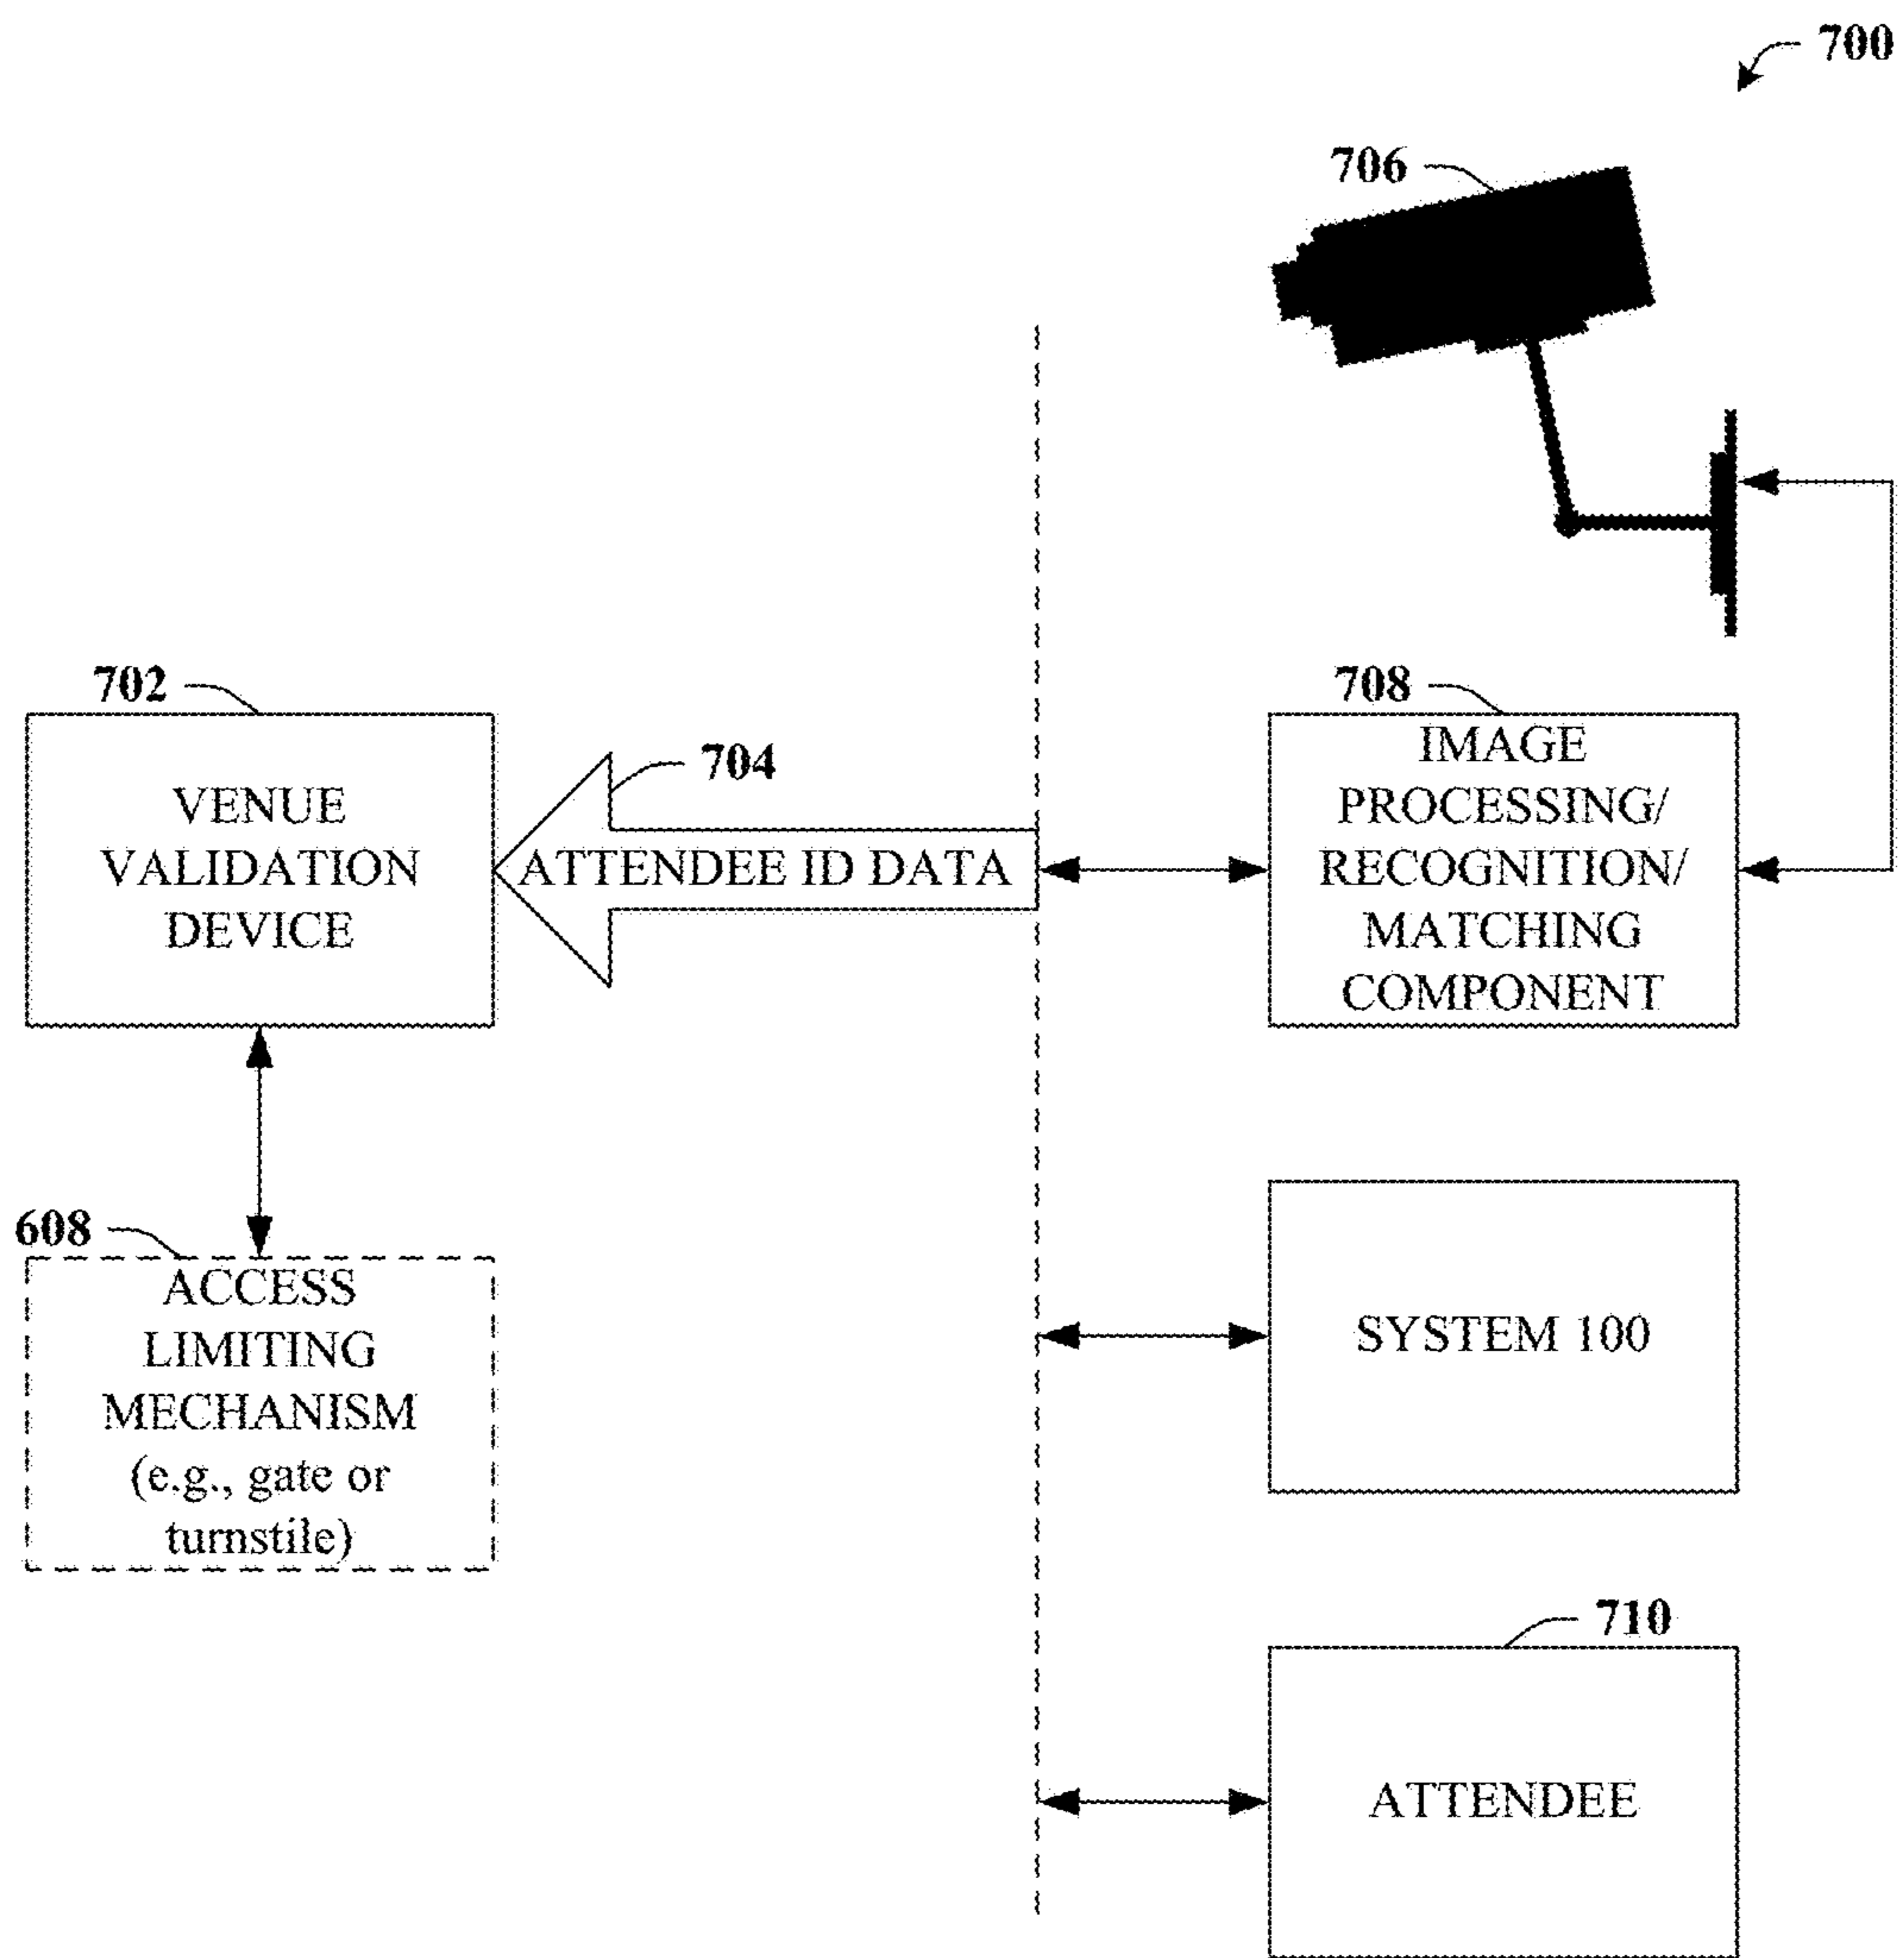 700
706
702
VENUE
VALIDATION
DEVICE
704
ATTENDEE ID DATA
708
IMAGE
PROCESSING/
RECOGNITION/
MATCHING
COMPONENT
608
ACCESS
LIMITING
MECHANISM
(e.g., gate or
turnstile)
SYSTEM 100
710
ATTENDEE